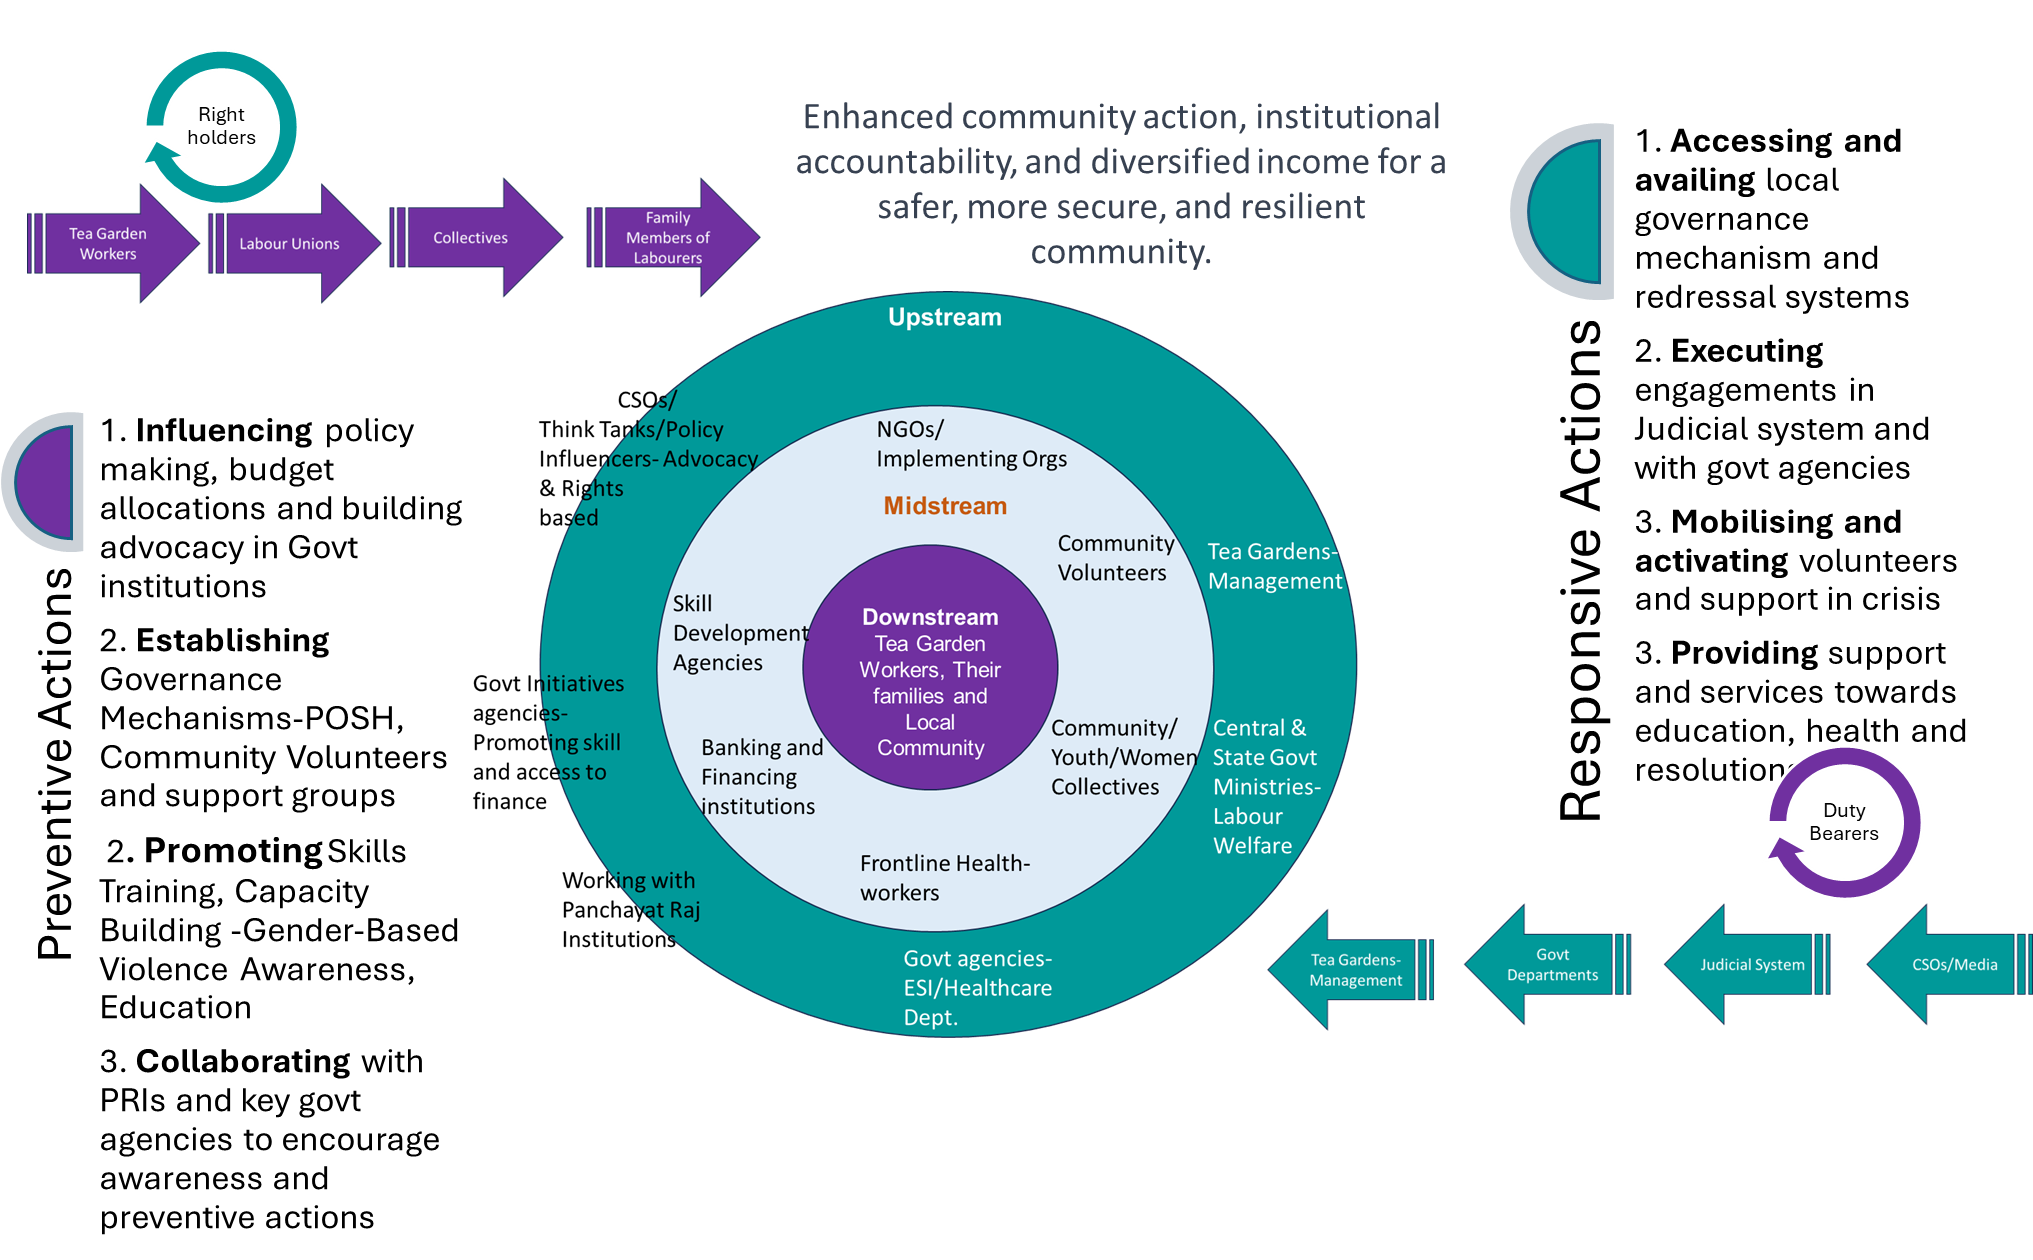 Right
holders
Tea Garden
Workers
Labour Unions
Collectives
Family
Members of
Labourers
Enhanced community action, institutional
accountability, and diversified income for a
safer, more secure, and resilient
community.
Preventive Actions
1. Influencing policy
making, budget
allocations and building
advocacy in Govt
institutions
2. Establishing
Governance
Mechanisms-POSH,
Community Volunteers
and support groups
2. Promoting Skills
Training, Capacity
Building -Gender-Based
Violence Awareness,
Education
3. Collaborating with
PRIs and key govt
agencies to encourage
awareness and
preventive actions
Upstream
CSOs/
Think Tanks/Policy
Influencers- Advocacy
& Rights
based
Govt Initiatives
agencies-
Promoting skill
and access to
finance
Working with
Panchayat Raj
Institutions
Govt agencies-
ESI/Healthcare
Dept.
Tea Gardens-
Management
Central &
State Govt
Ministries-
Labour
Welfare
NGOs/
Implementing Orgs
Midstream
Community
Volunteers
Skill
Development
Agencies
Banking and
Financing
institutions
Community/
Youth/Women
Collectives
Frontline Health-
workers
Downstream
Tea Garden
Workers, Their
families and
Local
Community
Responsive Actions
1. Accessing and
availing local
governance
mechanism and
redressal systems
2. Executing
engagements in
Judicial system and
with govt agencies
3. Mobilising and
activating volunteers
and support in crisis
3. Providing support
and services towards
education, health and
resolution
Duty
Bearers
Tea Gardens-
Management
Govt
Departments
Judicial System
CSOs/Media